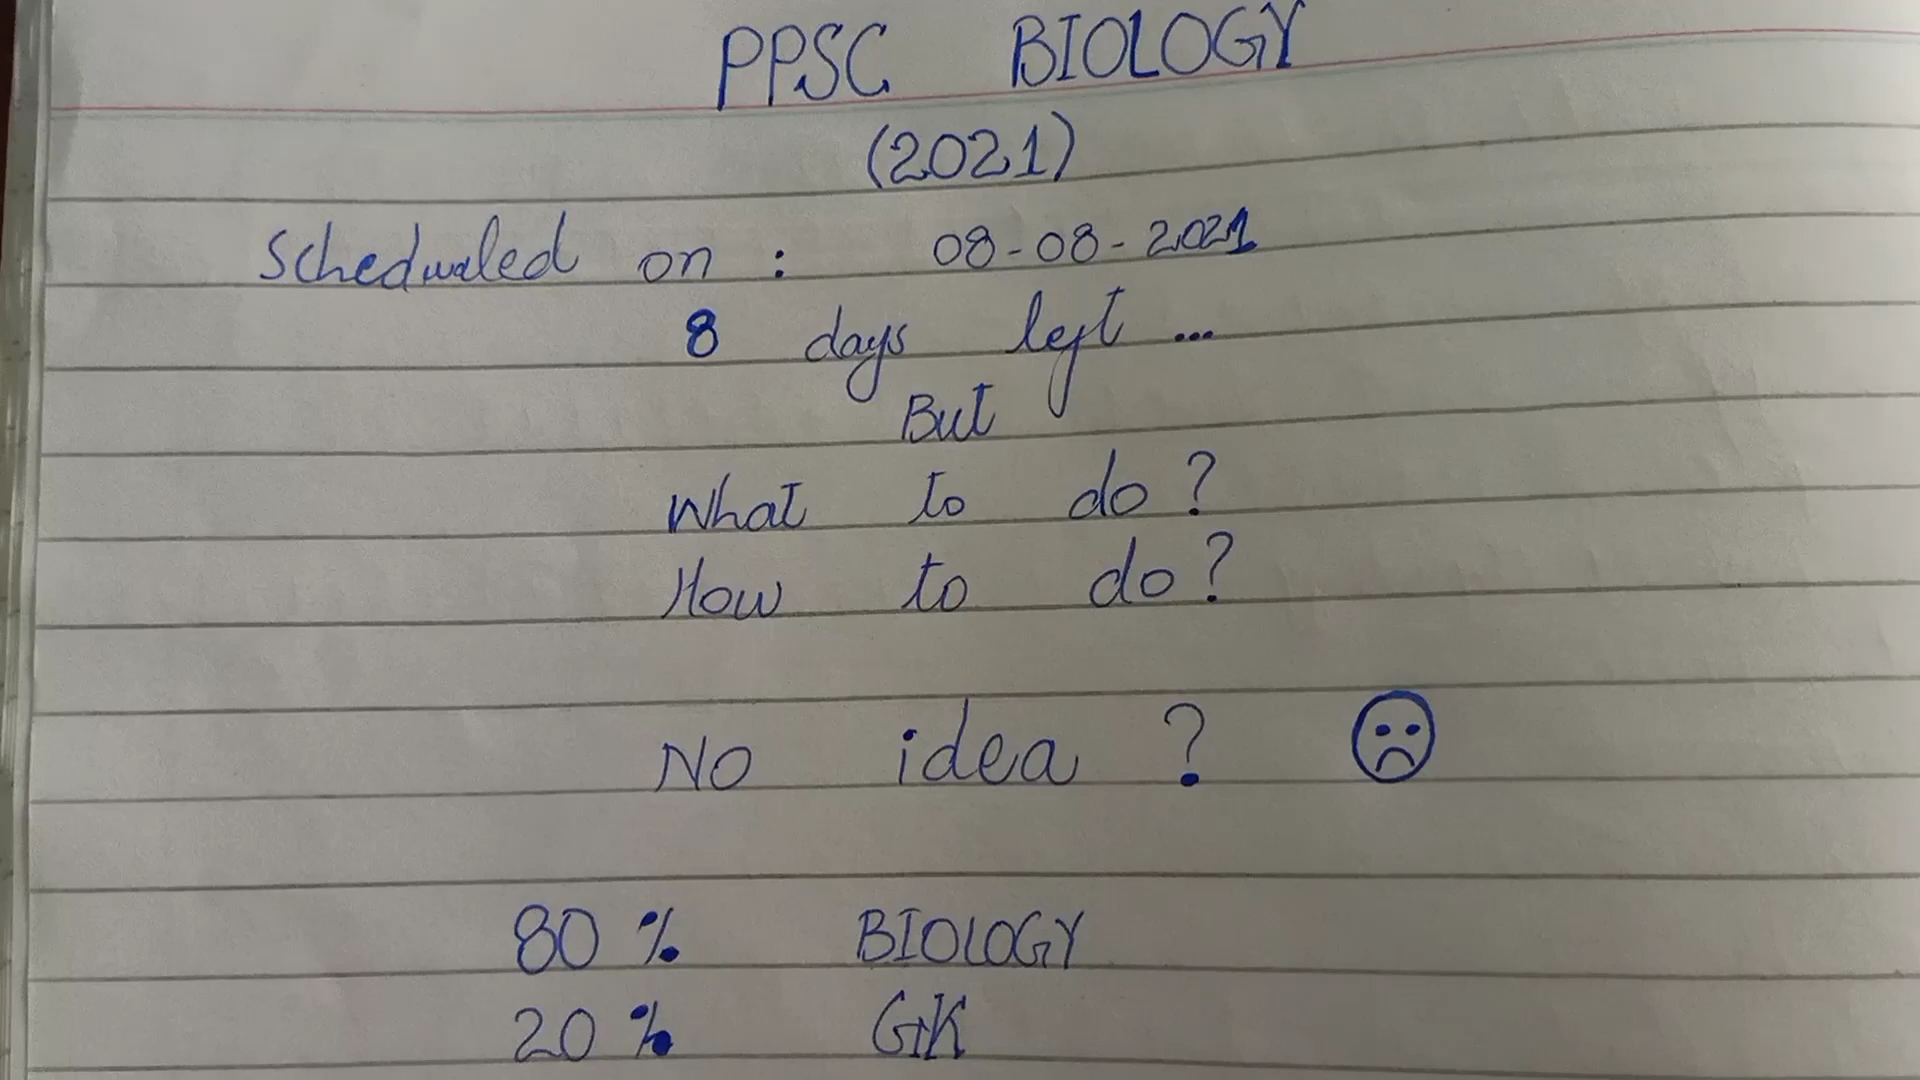 PPSC BIOLOGY
(2021)
Scheduled on : 08-08-2021
8 days left ...
But
What to do ?
How to do ?
NO idea ? ☹
80 % BIOLOGY
20 % GK